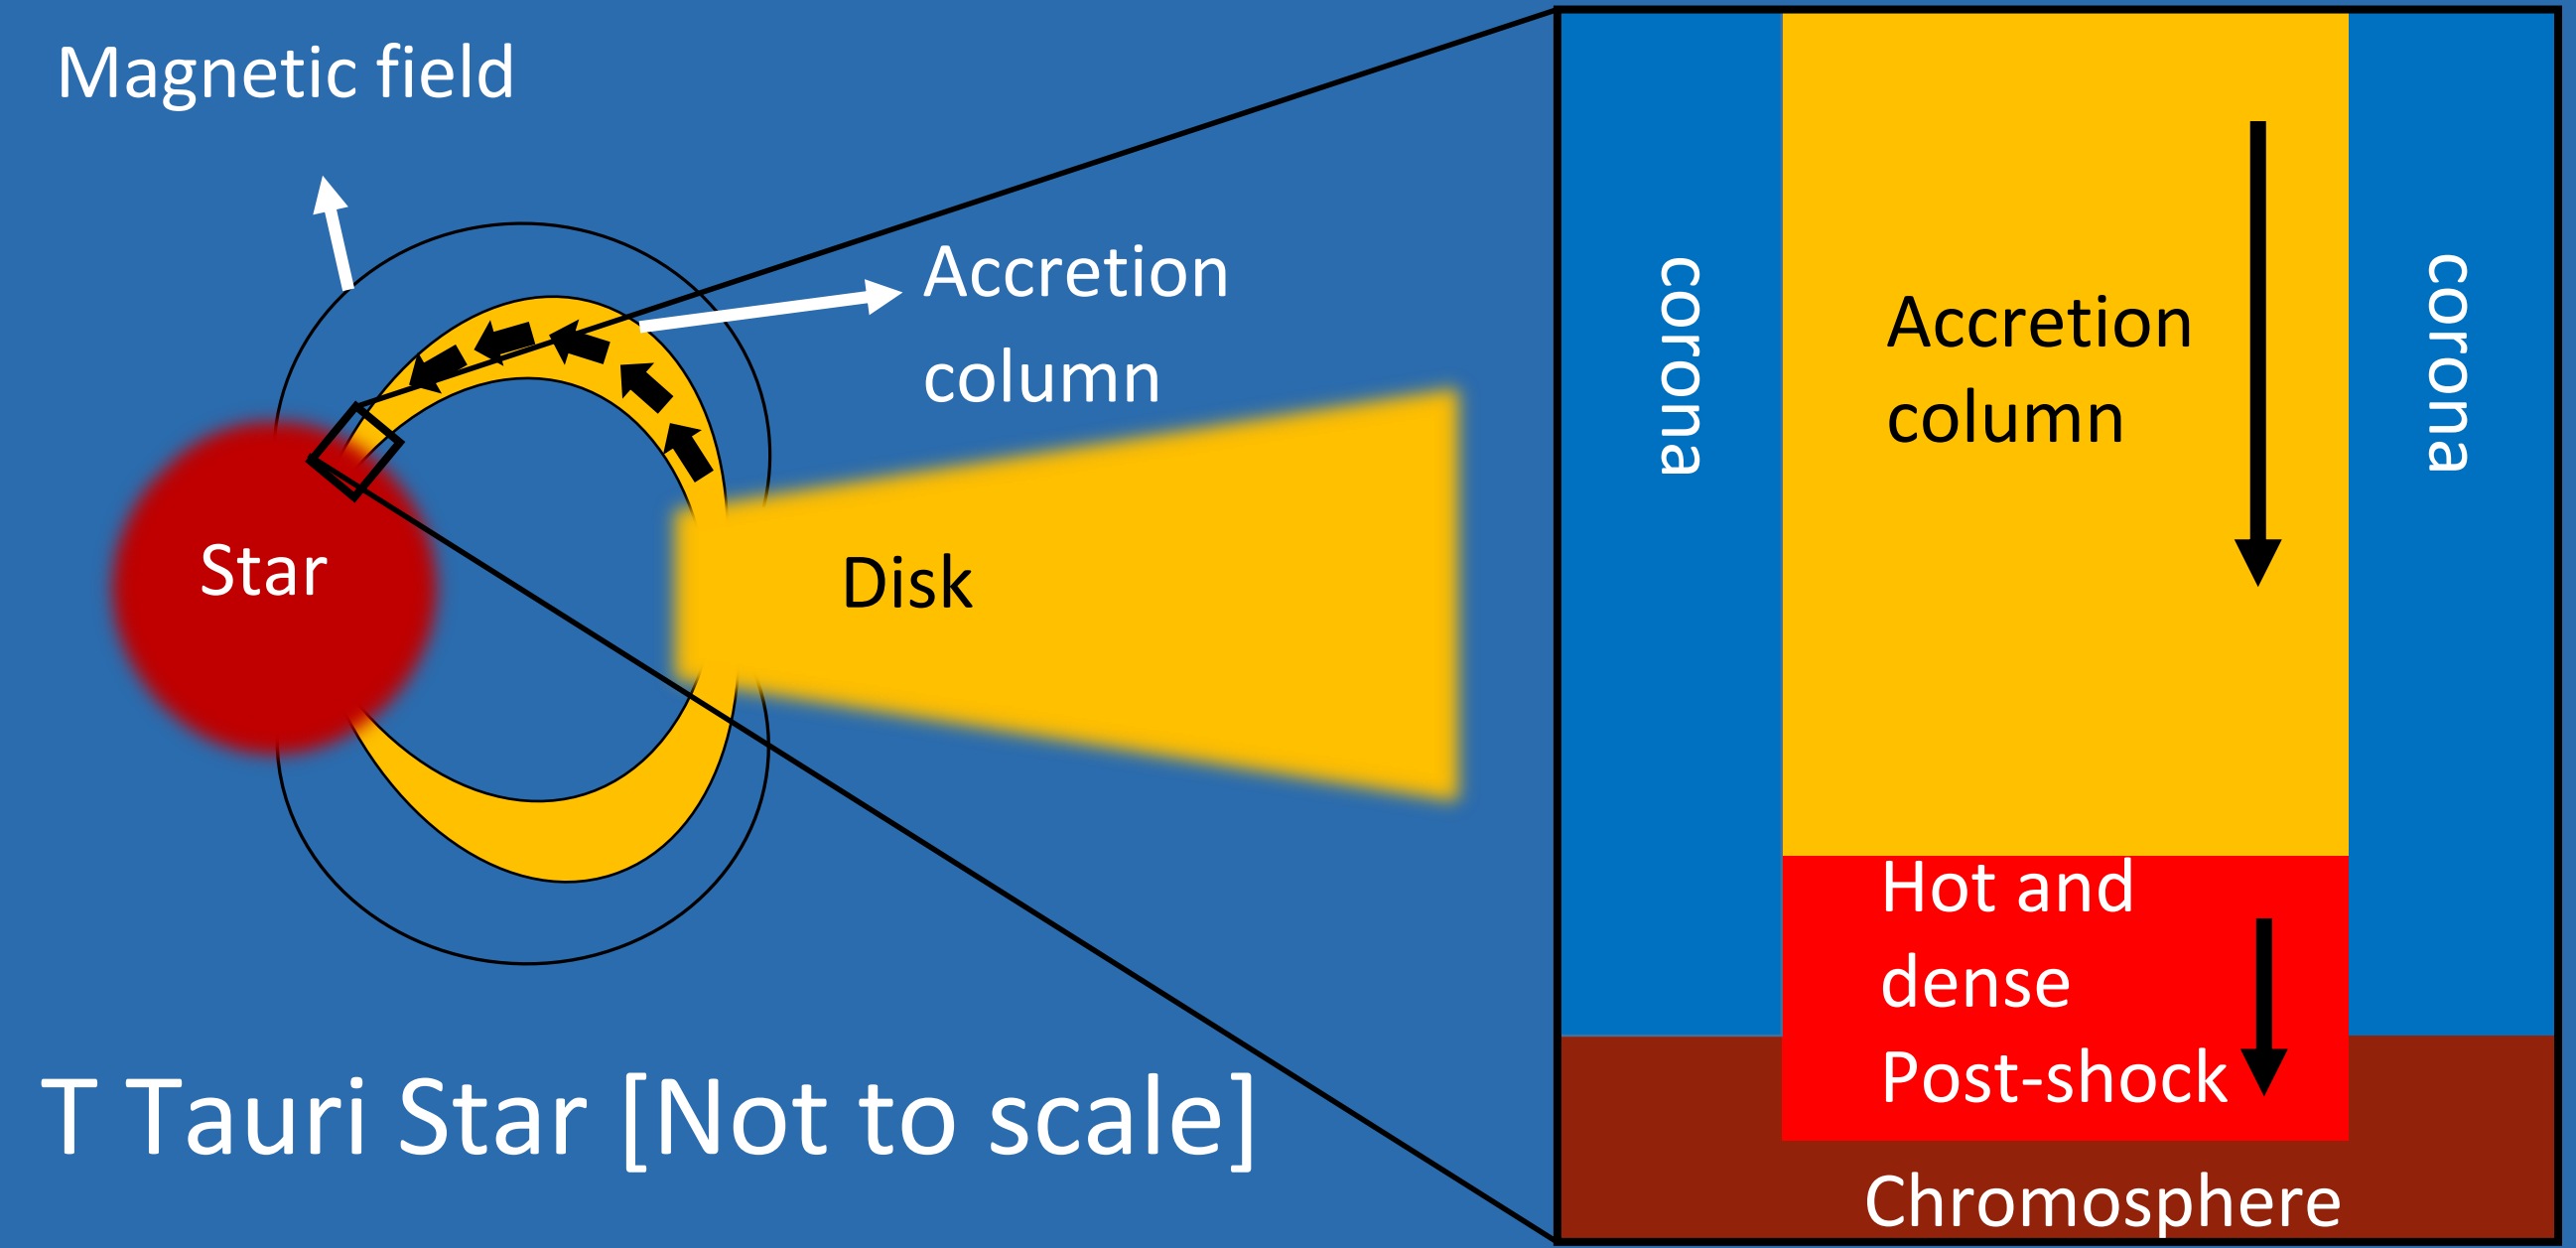 Magnetic field
Accretion
column
Star
Disk
T Tauri Star [Not to scale]
corona
Accretion
column
corona
Hot and
dense
Post-shock
Chromosphere